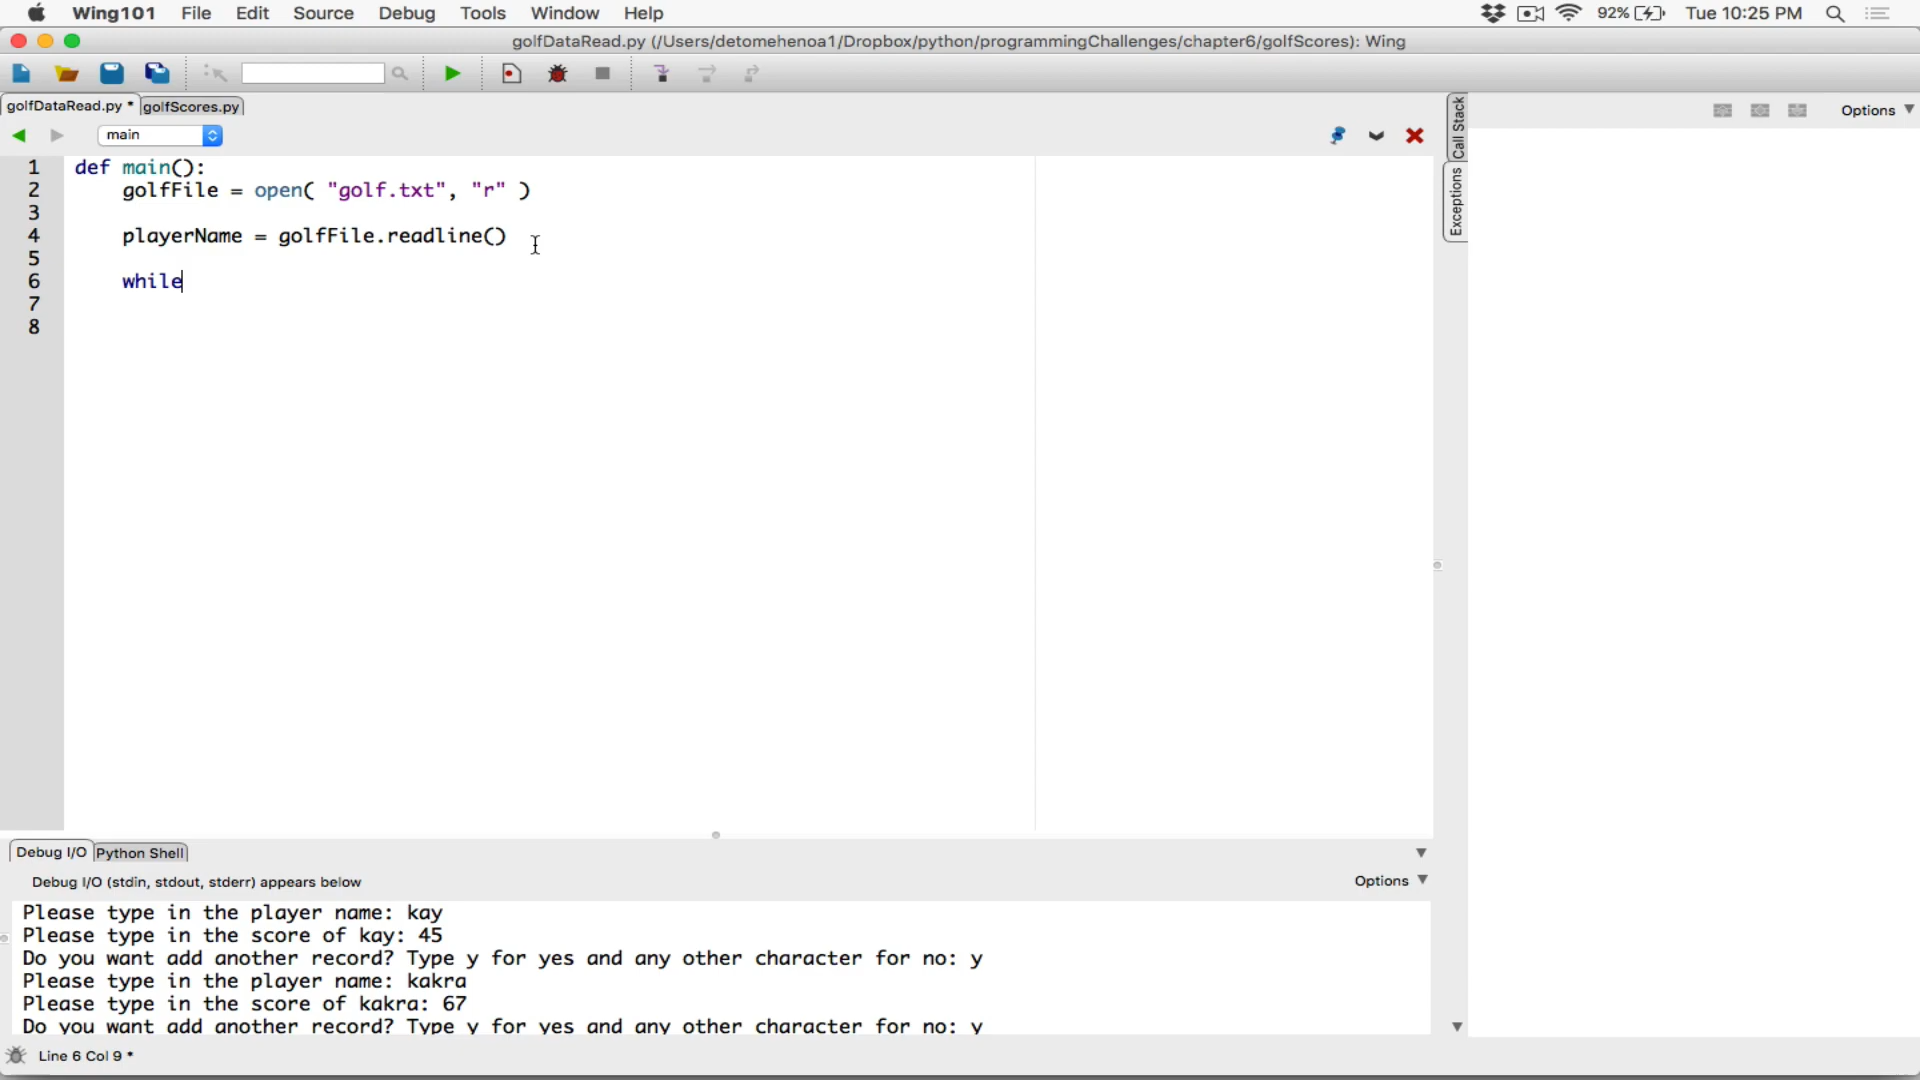 Wing101 File Edit Source Debug Tools Window Help 92% Tue 10:25 PM
golfDataRead.py (/Users/detomehenoa1/Dropbox/python/programmingChallenges/chapter6/golfScores): Wing
golfDataRead.py * golfScores.py
Options
main
Call Stack
Exceptions
1 def main():
2 golfFile = open( "golf.txt", "r" )
3
4 playerName = golfFile.readline()
5
6 while
7
8
Debug I/O Python Shell
Debug I/O (stdin, stdout, stderr) appears below Options
Please type in the player name: kay
Please type in the score of kay: 45
Do you want add another record? Type y for yes and any other character for no: y
Please type in the player name: kakra
Please type in the score of kakra: 67
Do you want add another record? Type y for yes and any other character for no: y
Line 6 Col 9 *